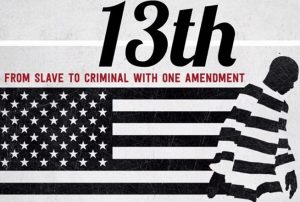 13th
FROM SLAVE TO CRIMINAL WITH ONE AMENDMENT